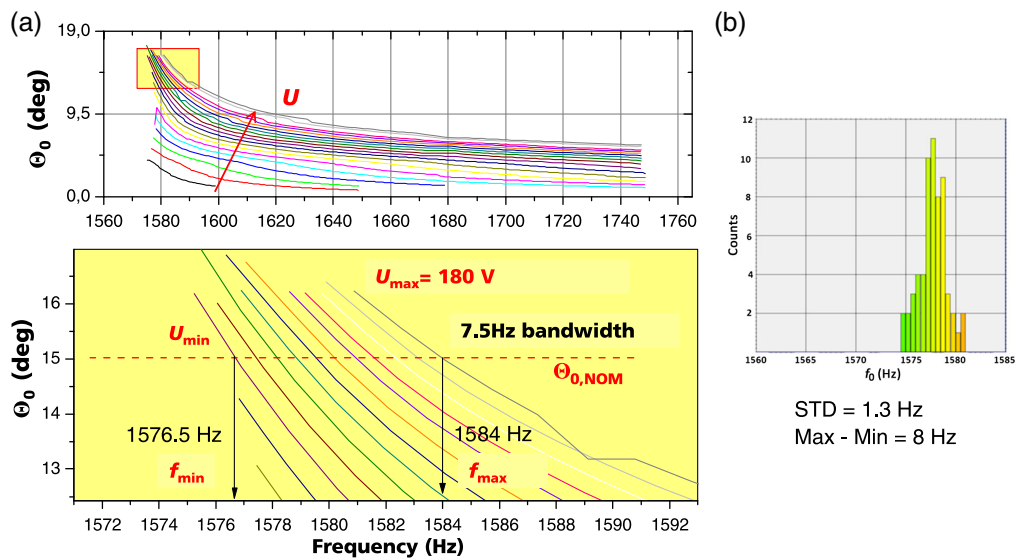 (a)
19,0
9,5
0,0
Θ0 (deg)
U
1560 1580 1600 1620 1640 1660 1680 1700 1720 1740 1760
16
15
14
13
Θ0 (deg)
Umax= 180 V
Umin
7.5Hz bandwidth
Θ0,NOM
1576.5 Hz
1584 Hz
fmin
fmax
1572 1574 1576 1578 1580 1582 1584 1586 1588 1590 1592
Frequency (Hz)
(b)
12
10
8
6
4
2
Counts
1560 1565 1570 1575 1580 1585
f0 (Hz)
STD = 1.3 Hz
Max - Min = 8 Hz